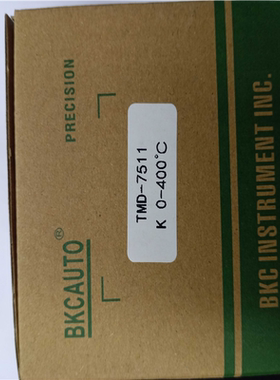 PRECISION
BKCAUTO®
TMD-7511
K 0-400°C
BKC INSTRUMENT INC.